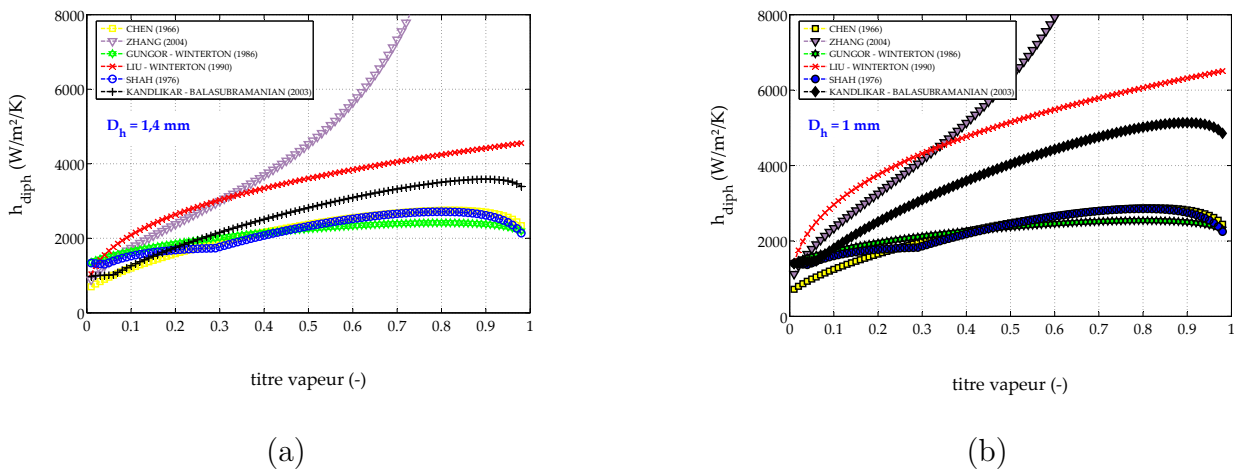 8000
6000
4000
2000
0
h_diph (W/m²/K)
CHEN (1966)
ZHANG (2004)
GUNGOR - WINTERTON (1986)
LIU - WINTERTON (1990)
SHAH (1976)
KANDLIKAR - BALASUBRAMANIAN (2003)
D_h = 1,4 mm
0 0.1 0.2 0.3 0.4 0.5 0.6 0.7 0.8 0.9 1
titre vapeur (-)
(a)
8000
6000
4000
2000
0
h_diph (W/m²/K)
CHEN (1966)
ZHANG (2004)
GUNGOR - WINTERTON (1986)
LIU - WINTERTON (1990)
SHAH (1976)
KANDLIKAR - BALASUBRAMANIAN (2003)
D_h = 1 mm
0 0.1 0.2 0.3 0.4 0.5 0.6 0.7 0.8 0.9 1
titre vapeur (-)
(b)